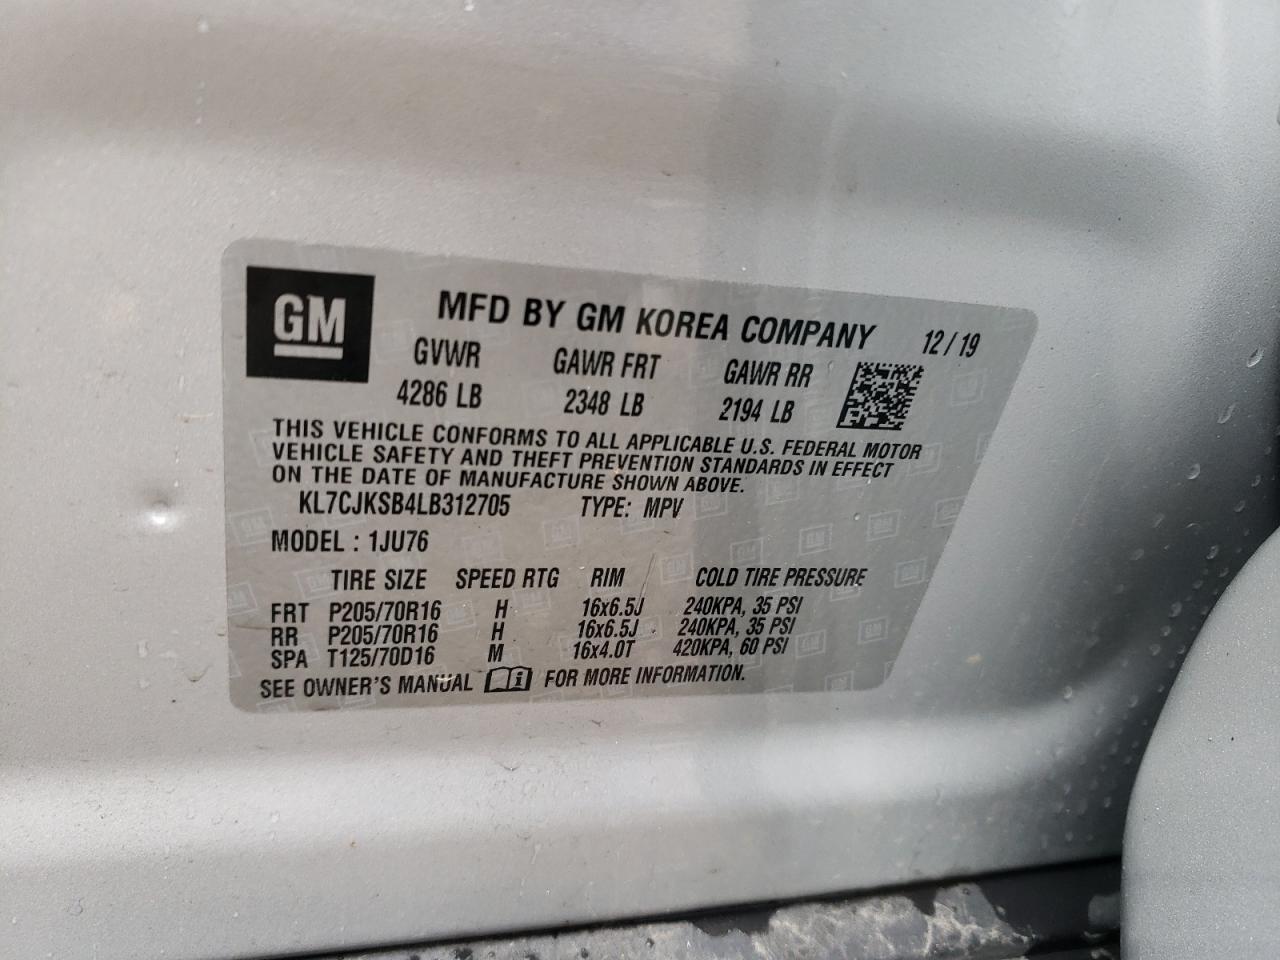 GM
MFD BY GM KOREA COMPANY 12/19
GVWR GAWR FRT GAWR RR
4286 LB 2348 LB 2194 LB
THIS VEHICLE CONFORMS TO ALL APPLICABLE U.S. FEDERAL MOTOR
VEHICLE SAFETY AND THEFT PREVENTION STANDARDS IN EFFECT
ON THE DATE OF MANUFACTURE SHOWN ABOVE.
KL7CJKSB4LB312705 TYPE: MPV
MODEL : 1JU76
TIRE SIZE SPEED RTG RIM COLD TIRE PRESSURE
FRT P205/70R16 H 16x6.5J 240KPA, 35 PSI
RR P205/70R16 H 16x6.5J 240KPA, 35 PSI
SPA T125/70D16 M 16x4.0T 420KPA, 60 PSI
SEE OWNER'S MANUAL FOR MORE INFORMATION.